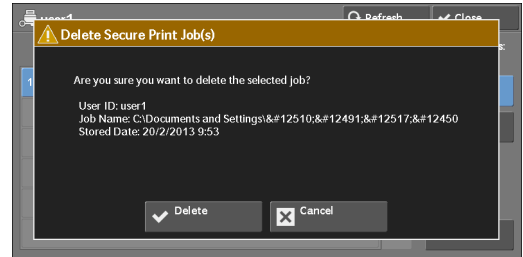 user1
Refresh
Close
Delete Secure Print Job(s)
1
Are you sure you want to delete the selected job?
User ID: user1
Job Name: C:\Documents and Settings\&#12510;&#12491;&#12517;&#12450
Stored Date: 20/2/2013 9:53
Delete
Cancel